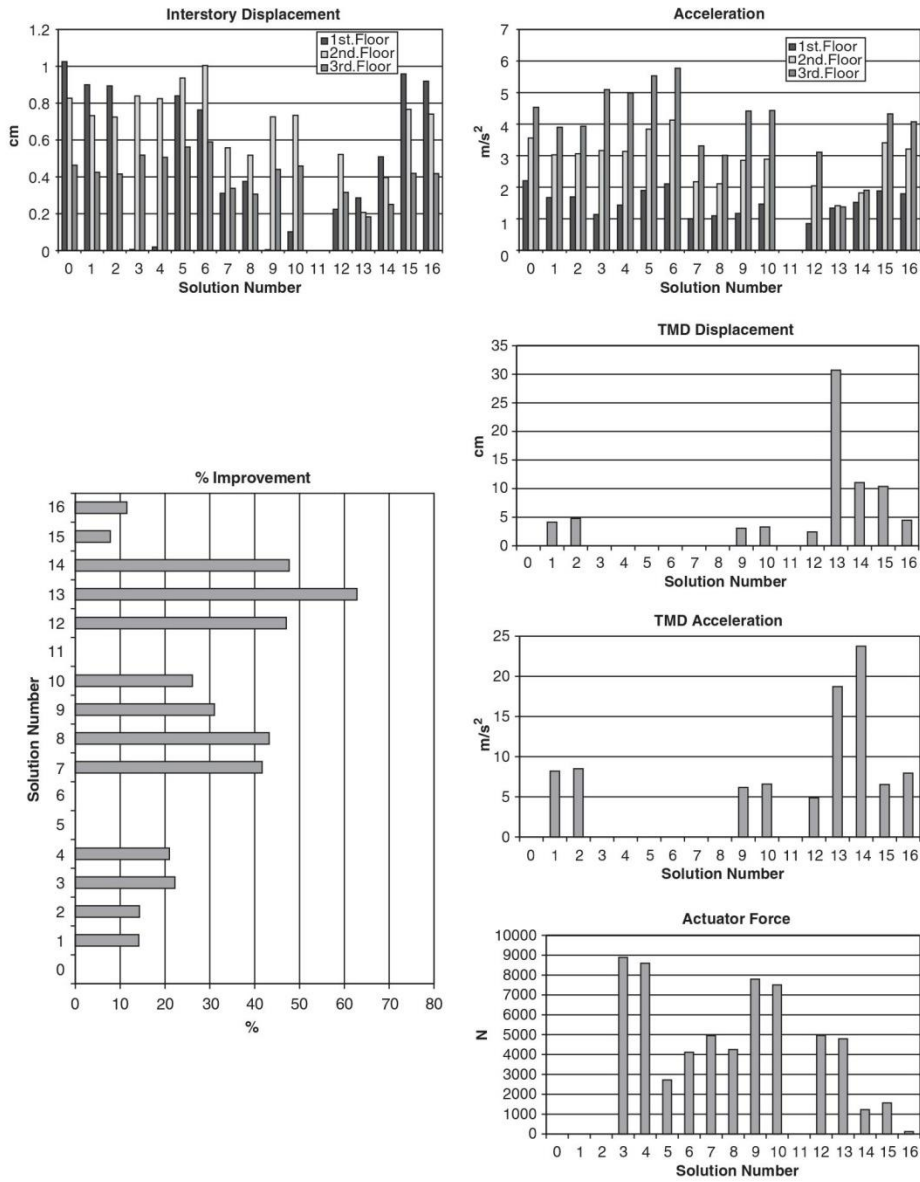 Interstory Displacement
1.2
1
0.8
0.6
0.4
0.2
0
cm
1st.Floor
2nd.Floor
3rd.Floor
0 1 2 3 4 5 6 7 8 9 10 11 12 13 14 15 16
Solution Number
Acceleration
7
6
5
4
3
2
1
0
m/s²
1st.Floor
2nd.Floor
3rd.Floor
0 1 2 3 4 5 6 7 8 9 10 11 12 13 14 15 16
Solution Number
TMD Displacement
35
30
25
20
15
10
5
0
cm
0 1 2 3 4 5 6 7 8 9 10 11 12 13 14 15 16
Solution Number
% Improvement
Solution Number
16
15
14
13
12
11
10
9
8
7
6
5
4
3
2
1
0
0 10 20 30 40 50 60 70 80
%
TMD Acceleration
25
20
15
10
5
0
m/s²
0 1 2 3 4 5 6 7 8 9 10 11 12 13 14 15 16
Solution Number
Actuator Force
10000
9000
8000
7000
6000
5000
4000
3000
2000
1000
0
N
0 1 2 3 4 5 6 7 8 9 10 11 12 13 14 15 16
Solution Number